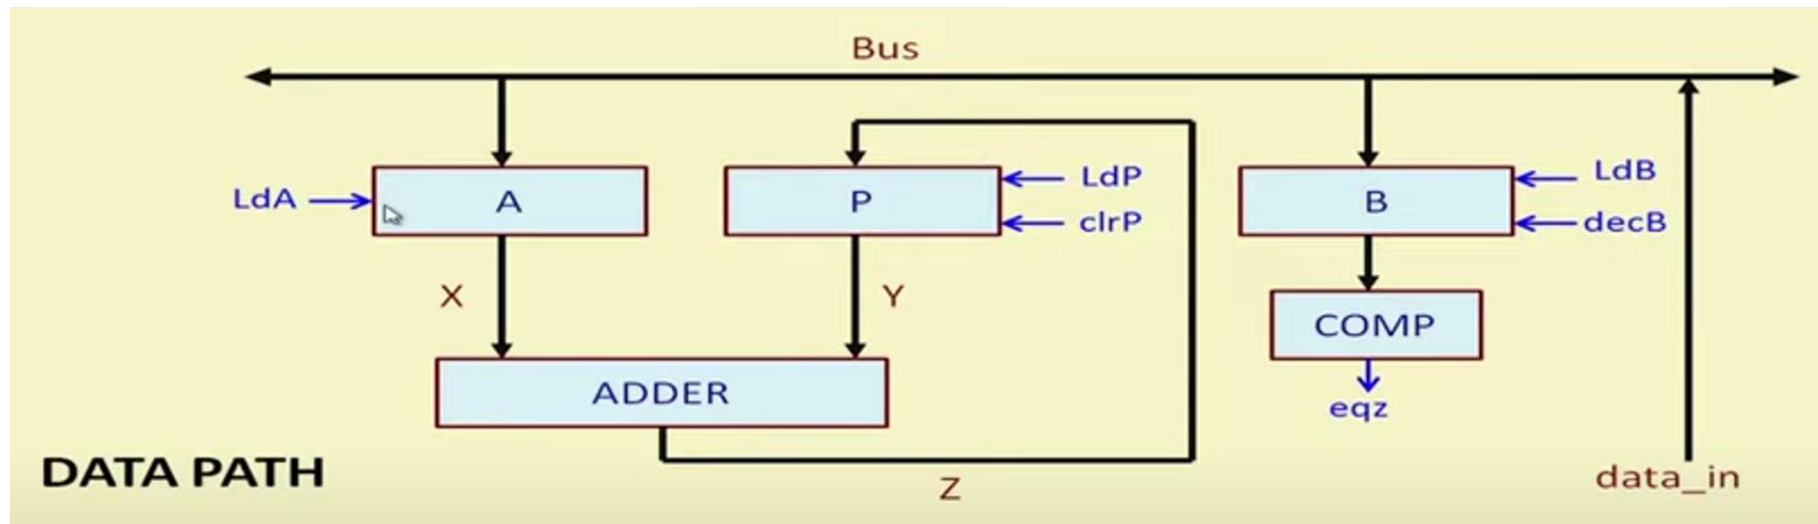 Bus
LdA
A
P
LdP
clrP
B
LdB
decB
X
Y
COMP
ADDER
eqz
DATA PATH
Z
data_in